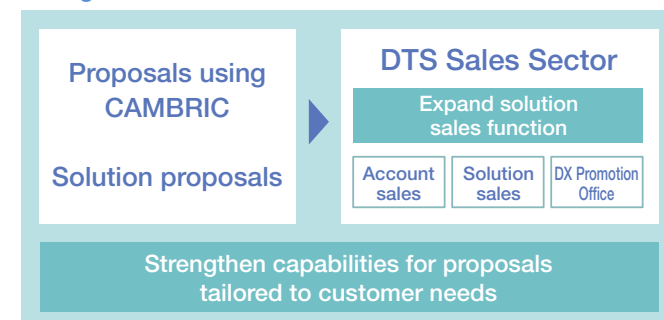 Proposals using
CAMBRIC
Solution proposals
DTS Sales Sector
Expand solution
sales function
Account
sales
Solution
sales
DX Promotion
Office
Strengthen capabilities for proposals
tailored to customer needs